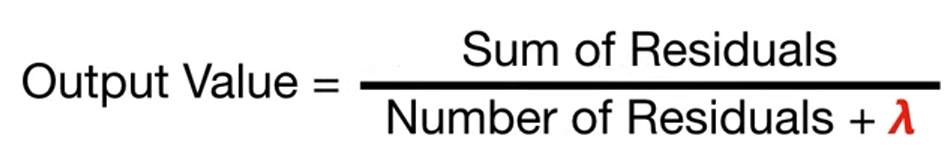 Output Value = Sum of Residuals
Number of Residuals + λ